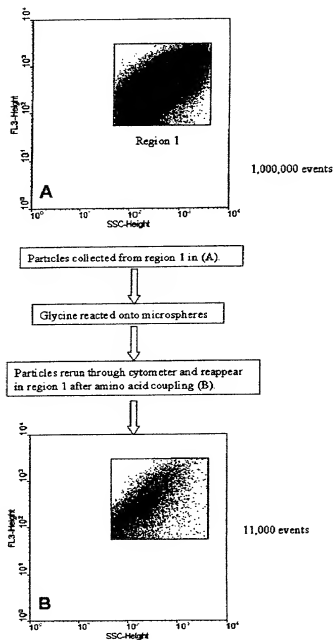 10⁴
10³
10²
10¹
10⁰
FL3-Height
Region 1
1,000,000 events
A
10⁰ 10¹ 10² 10³ 10⁴
SSC-Height
Particles collected from region 1 in (A).
Glycine reacted onto microspheres
Particles rerun through cytometer and reappear
in region 1 after amino acid coupling (B).
10⁴
10³
10²
10¹
10⁰
FL3-Height
11,000 events
B
10⁰ 10¹ 10² 10³ 10⁴
SSC-Height